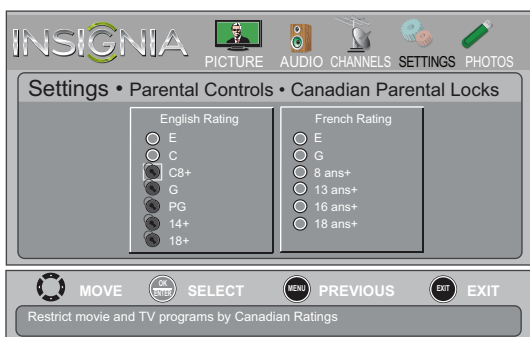 INSIGNIA
PICTURE AUDIO CHANNELS SETTINGS PHOTOS
Settings • Parental Controls • Canadian Parental Locks
English Rating
E
C
C8+
G
PG
14+
18+
French Rating
E
G
8 ans+
13 ans+
16 ans+
18 ans+
MOVE OK ENTER SELECT MENU PREVIOUS EXIT EXIT
Restrict movie and TV programs by Canadian Ratings